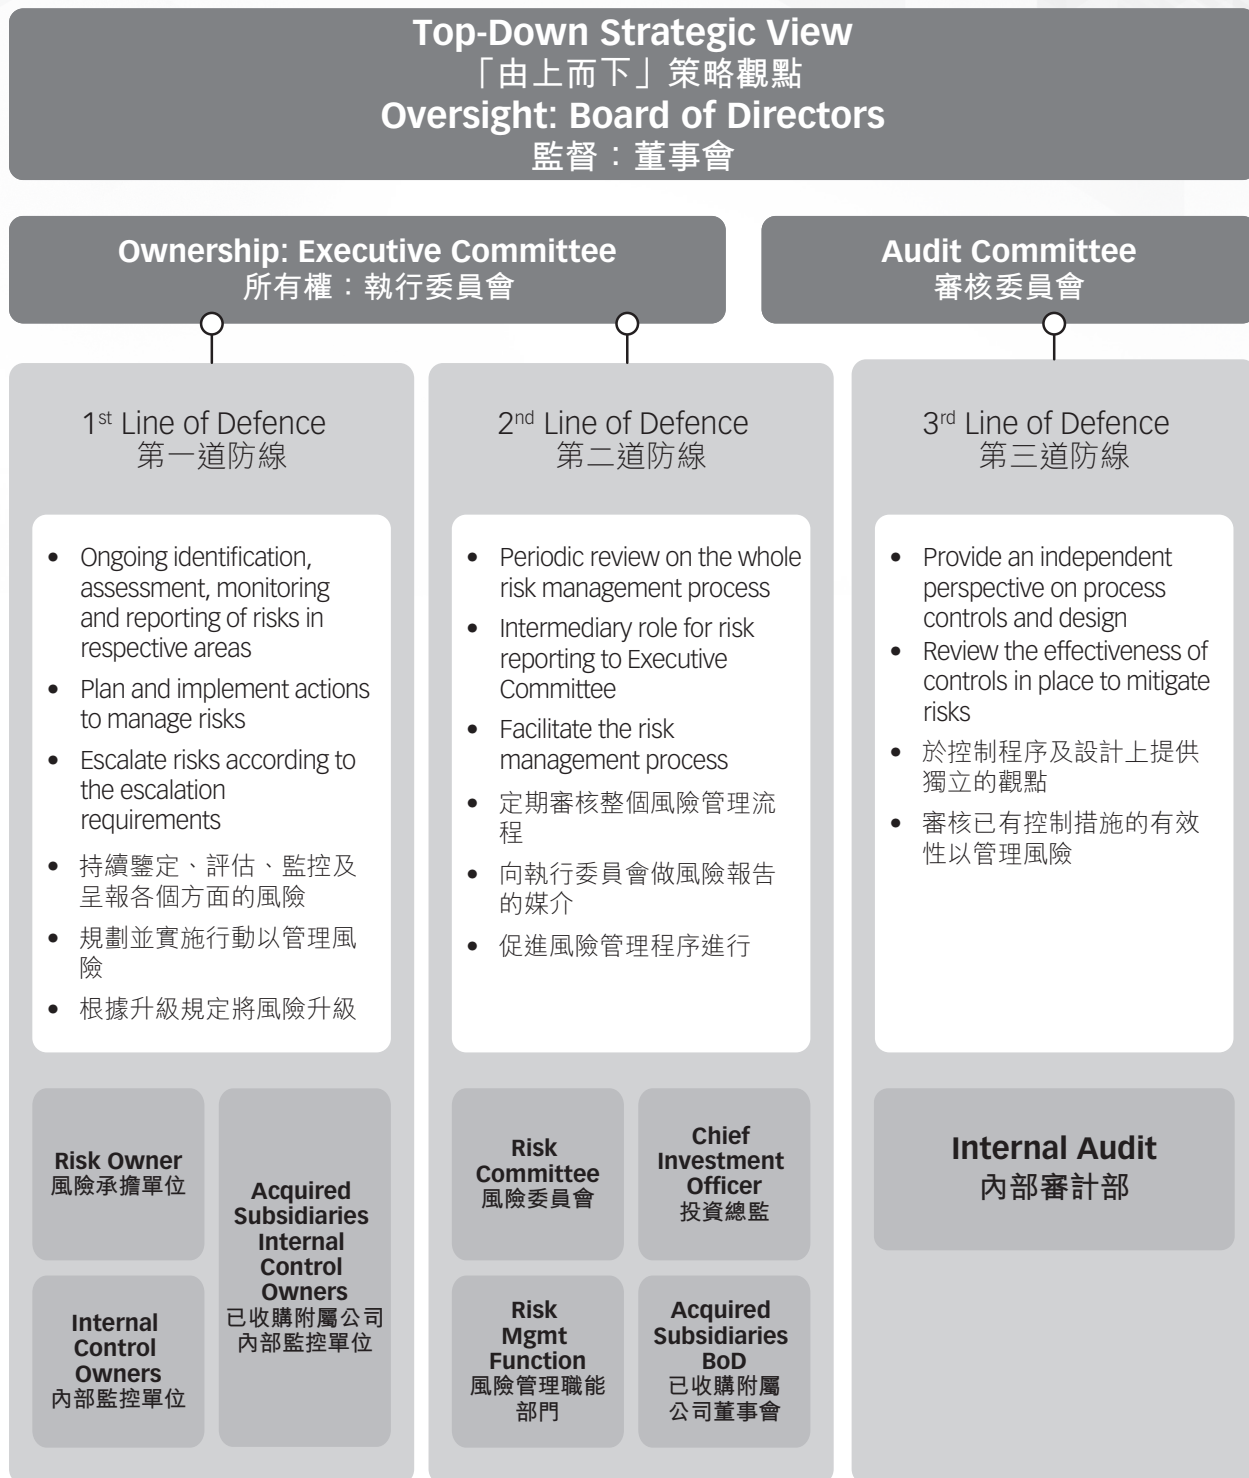 Top-Down Strategic View
「由上而下」策略觀點
Oversight: Board of Directors
監督：董事會
Ownership: Executive Committee
所有權：執行委員會
Audit Committee
審核委員會
1st Line of Defence
第一道防線
• Ongoing identification,
assessment, monitoring
and reporting of risks in
respective areas
• Plan and implement actions
to manage risks
• Escalate risks according to
the escalation
requirements
• 持續鑒定、評估、監控及
呈報各個方面的風險
• 規劃並實施行動以管理風
險
• 根據升級規定將風險升級
Risk Owner
風險承擔單位
Internal
Control
Owners
內部監控單位
Acquired
Subsidiaries
Internal
Control
Owners
已收購附屬公司
內部監控單位
2nd Line of Defence
第二道防線
• Periodic review on the whole
risk management process
• Intermediary role for risk
reporting to Executive
Committee
• Facilitate the risk
management process
• 定期審核整個風險管理流
程
• 向執行委員會做風險報告
的媒介
• 促進風險管理程序進行
Risk
Committee
風險委員會
Chief
Investment
Officer
投資總監
Risk
Mgmt
Function
風險管理職能
部門
Acquired
Subsidiaries
BoD
已收購附屬
公司董事會
3rd Line of Defence
第三道防線
• Provide an independent
perspective on process
controls and design
• Review the effectiveness of
controls in place to mitigate
risks
• 於控制程序及設計上提供
獨立的觀點
• 審核已有控制措施的有效
性以管理風險
Internal Audit
內部審計部